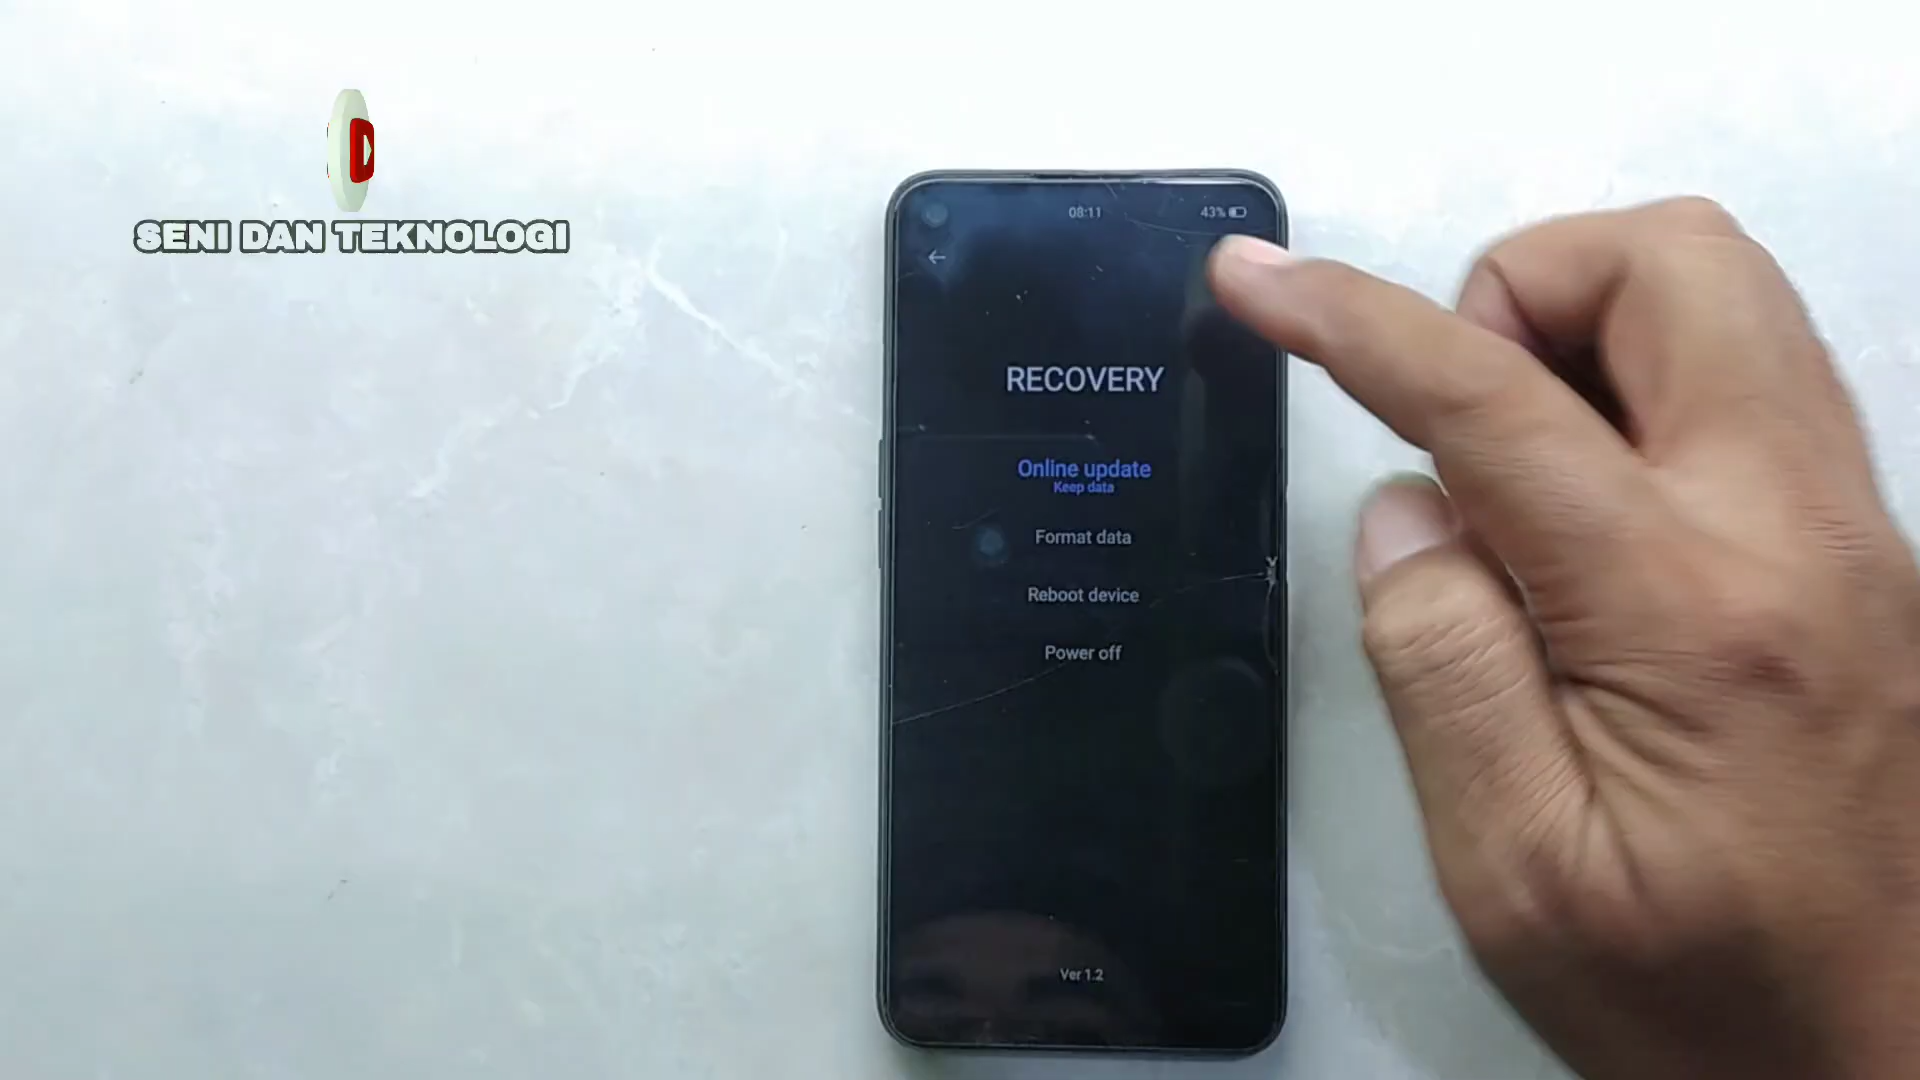 SENI DAN TEKNOLOGI
08:11
43%
RECOVERY
Online update
Keep data
Format data
Reboot device
Power off
Ver 1.2